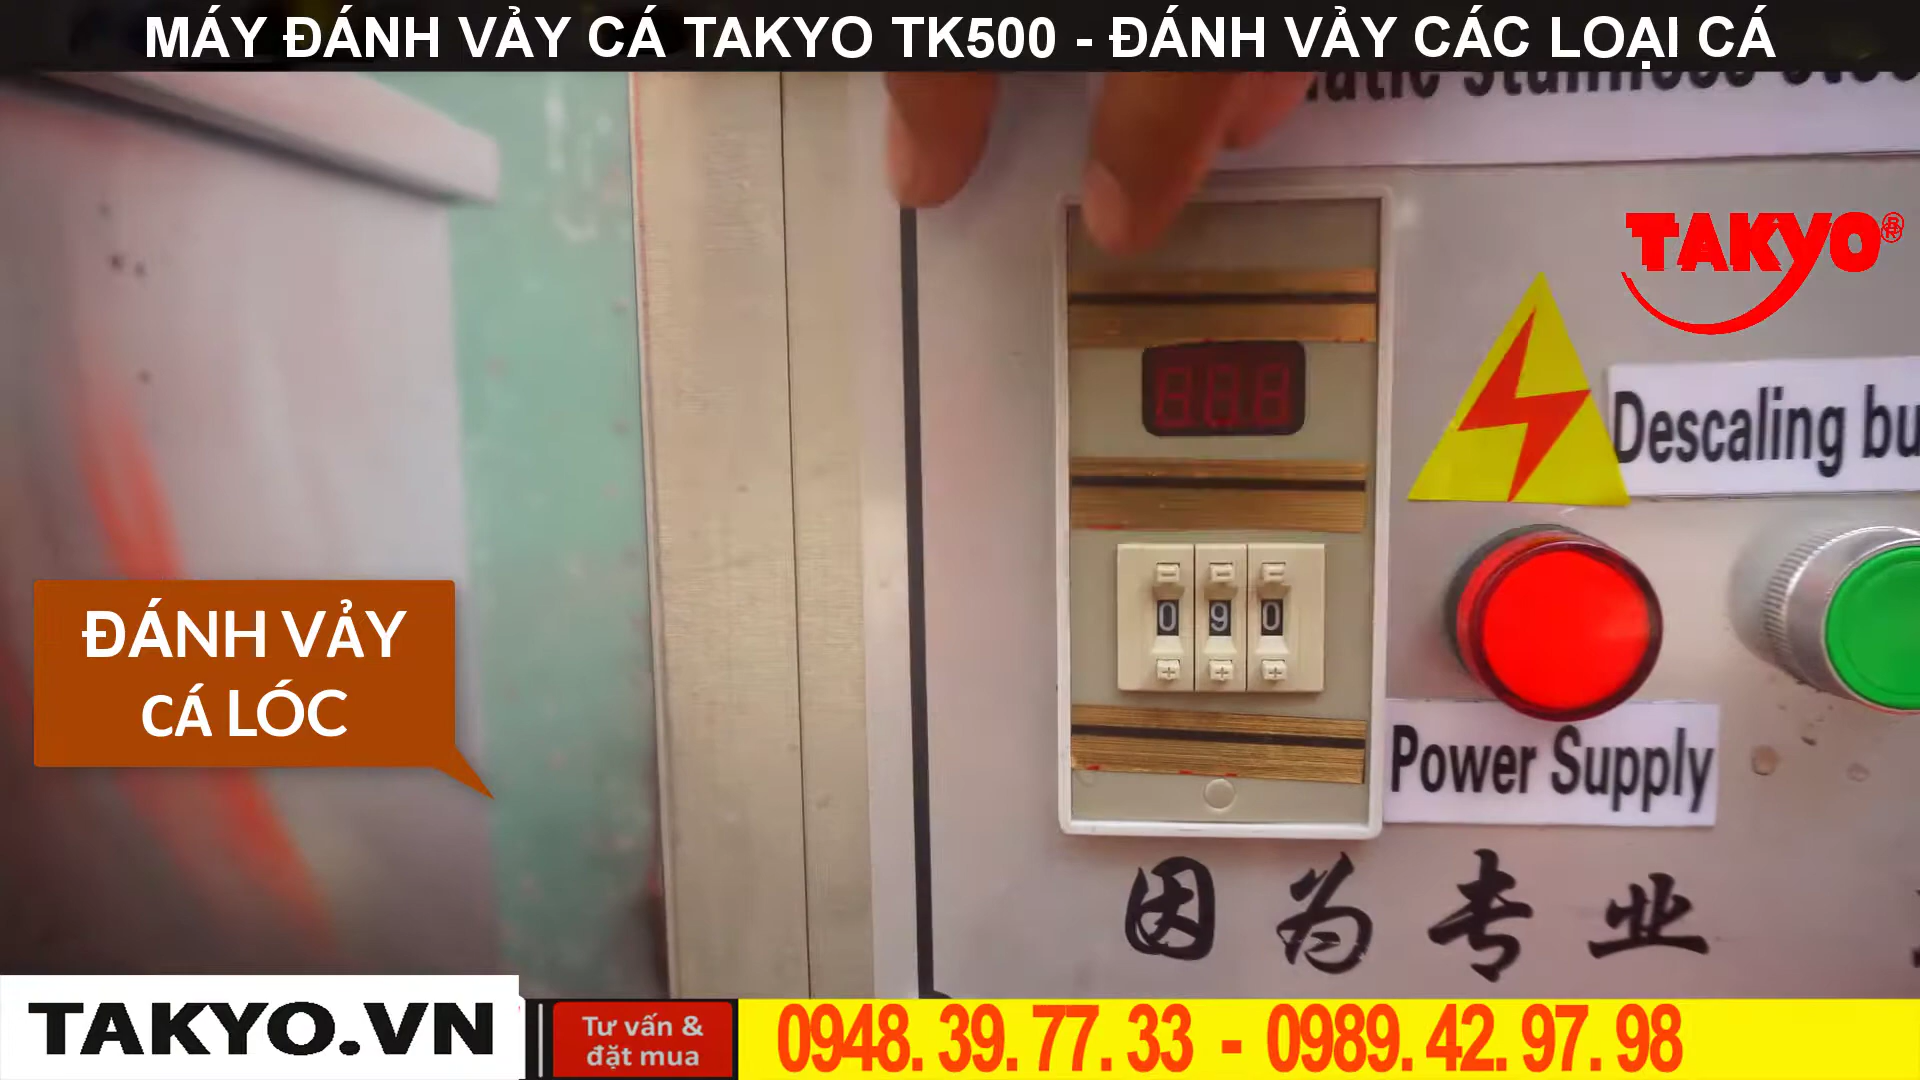 MÁY ĐÁNH VẢY CÁ TAKYO TK500 - ĐÁNH VẢY CÁC LOẠI CÁ
TAKYO®
Descaling
0 9 0
ĐÁNH VẢY
CÁ LÓC
Power Supply
因为专业
TAKYO.VN
Tư vấn &
đặt mua
0948. 39. 77. 33 - 0989. 42. 97. 98